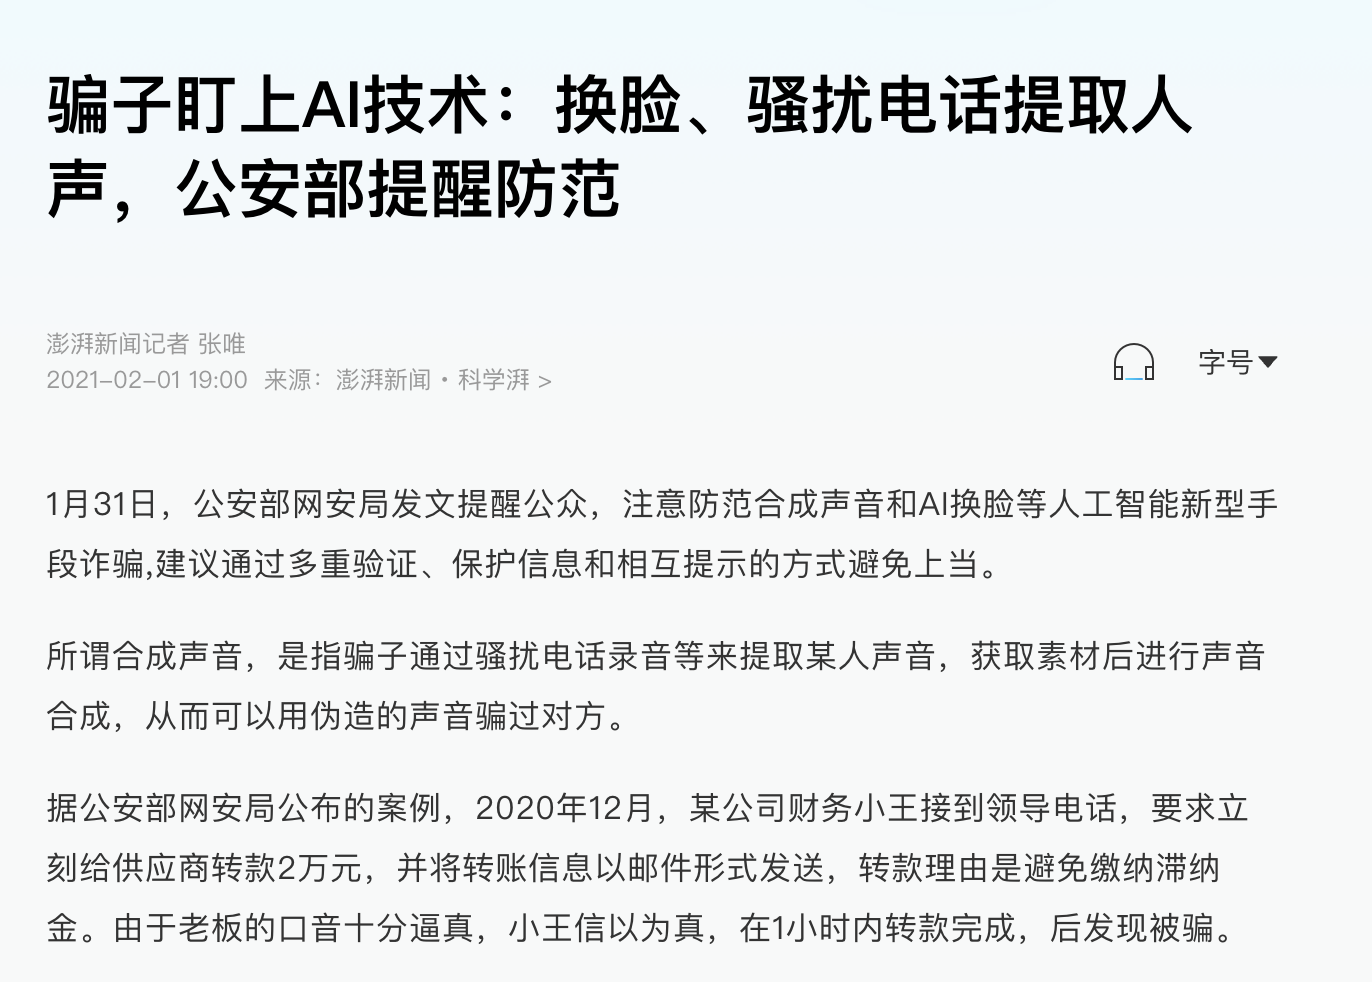 骗子盯上AI技术：换脸、骚扰电话提取人
声，公安部提醒防范
澎湃新闻记者 张唯
2021-02-01 19:00 来源：澎湃新闻·科学湃 >
字号
1月31日，公安部网安局发文提醒公众，注意防范合成声音和AI换脸等人工智能新型手
段诈骗,建议通过多重验证、保护信息和相互提示的方式避免上当。
所谓合成声音，是指骗子通过骚扰电话录音等来提取某人声音，获取素材后进行声音
合成，从而可以用伪造的声音骗过对方。
据公安部网安局公布的案例，2020年12月，某公司财务小王接到领导电话，要求立
刻给供应商转款2万元，并将转账信息以邮件形式发送，转款理由是避免缴纳滞纳
金。由于老板的口音十分逼真，小王信以为真，在1小时内转款完成，后发现被骗。